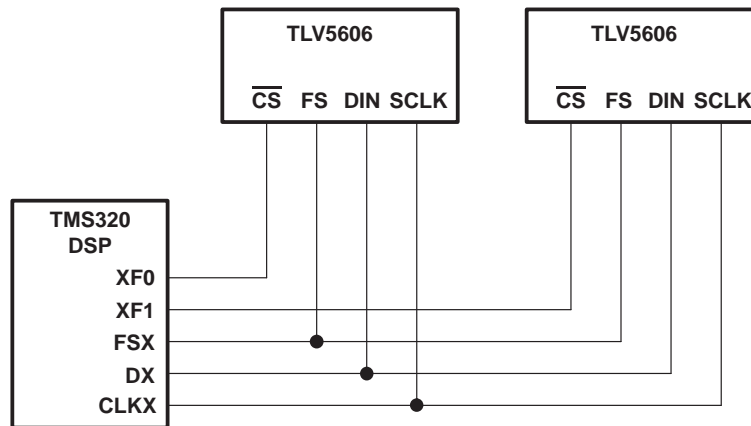 TLV5606
CS FS DIN SCLK
TLV5606
CS FS DIN SCLK
TMS320
DSP
XF0
XF1
FSX
DX
CLKX